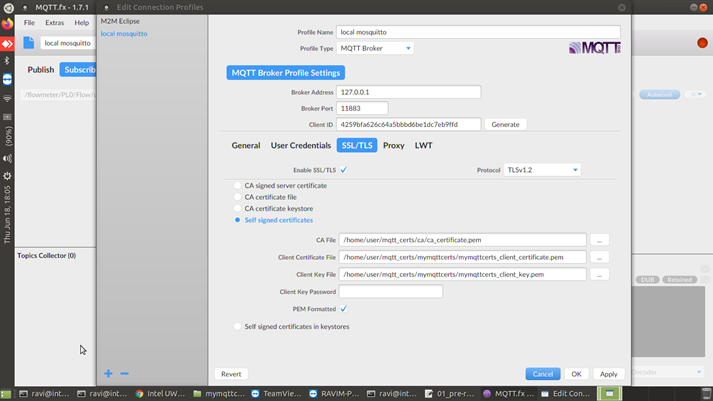 MQTT.fx - 1.7.1
Edit Connection Profiles
File Extras Help
M2M Eclipse
local mosquitto
local mosquitto
Publish
Profile Name local mosquitto
Profile Type MQTT Broker
MQTT
MQTT Broker Profile Settings
Broker Address 127.0.0.1
Broker Port 11883
Client ID 4259bfa626c64a5bbbd6be1dc7eb9ffd Generate
General User Credentials SSL/TLS Proxy LWT
Enable SSL/TLS Protocol TLSv1.2
CA signed server certificate
CA certificate file
CA certificate keystore
Self signed certificates
CA File /home/user/mqtt_certs/ca/ca_certificate.pem ...
Client Certificate File /home/user/mqtt_certs/mymqttcerts/mymqttcerts_client_certificate.pem ...
Client Key File /home/user/mqtt_certs/mymqttcerts/mymqttcerts_client_key.pem ...
Client Key Password
PEM Formatted
Self signed certificates in keystores
Revert Cancel OK Apply
Subscrib
/flowmeter/PL0/Flow/
Topics Collector (0)
QUB Retained
(90%)
Thu Jun 18, 18:05
ravi@int... ravi@int... Intel UW... mymqttc... TeamVie... RAVIM-P... ravi@int... 01_pre-r... MQTT.fx ... Edit Con...